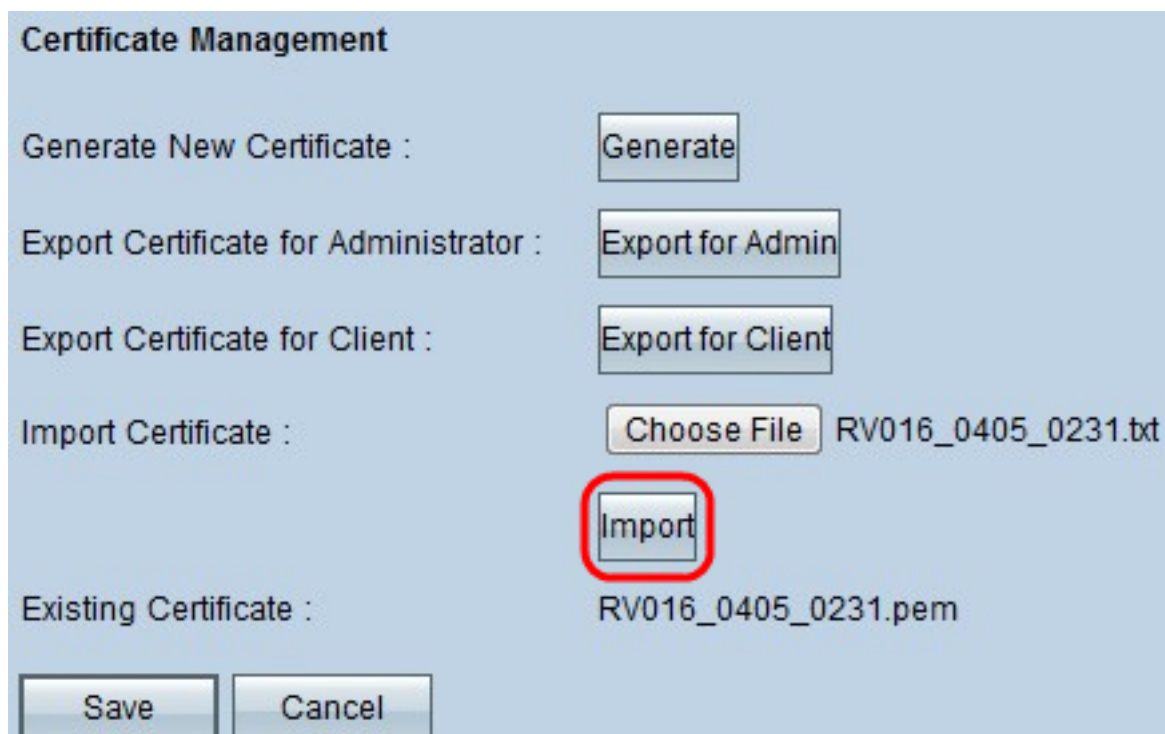 Certificate Management
Generate New Certificate : Generate
Export Certificate for Administrator : Export for Admin
Export Certificate for Client : Export for Client
Import Certificate : Choose File RV016_0405_0231.txt
Import
Existing Certificate : RV016_0405_0231.pem
Save Cancel